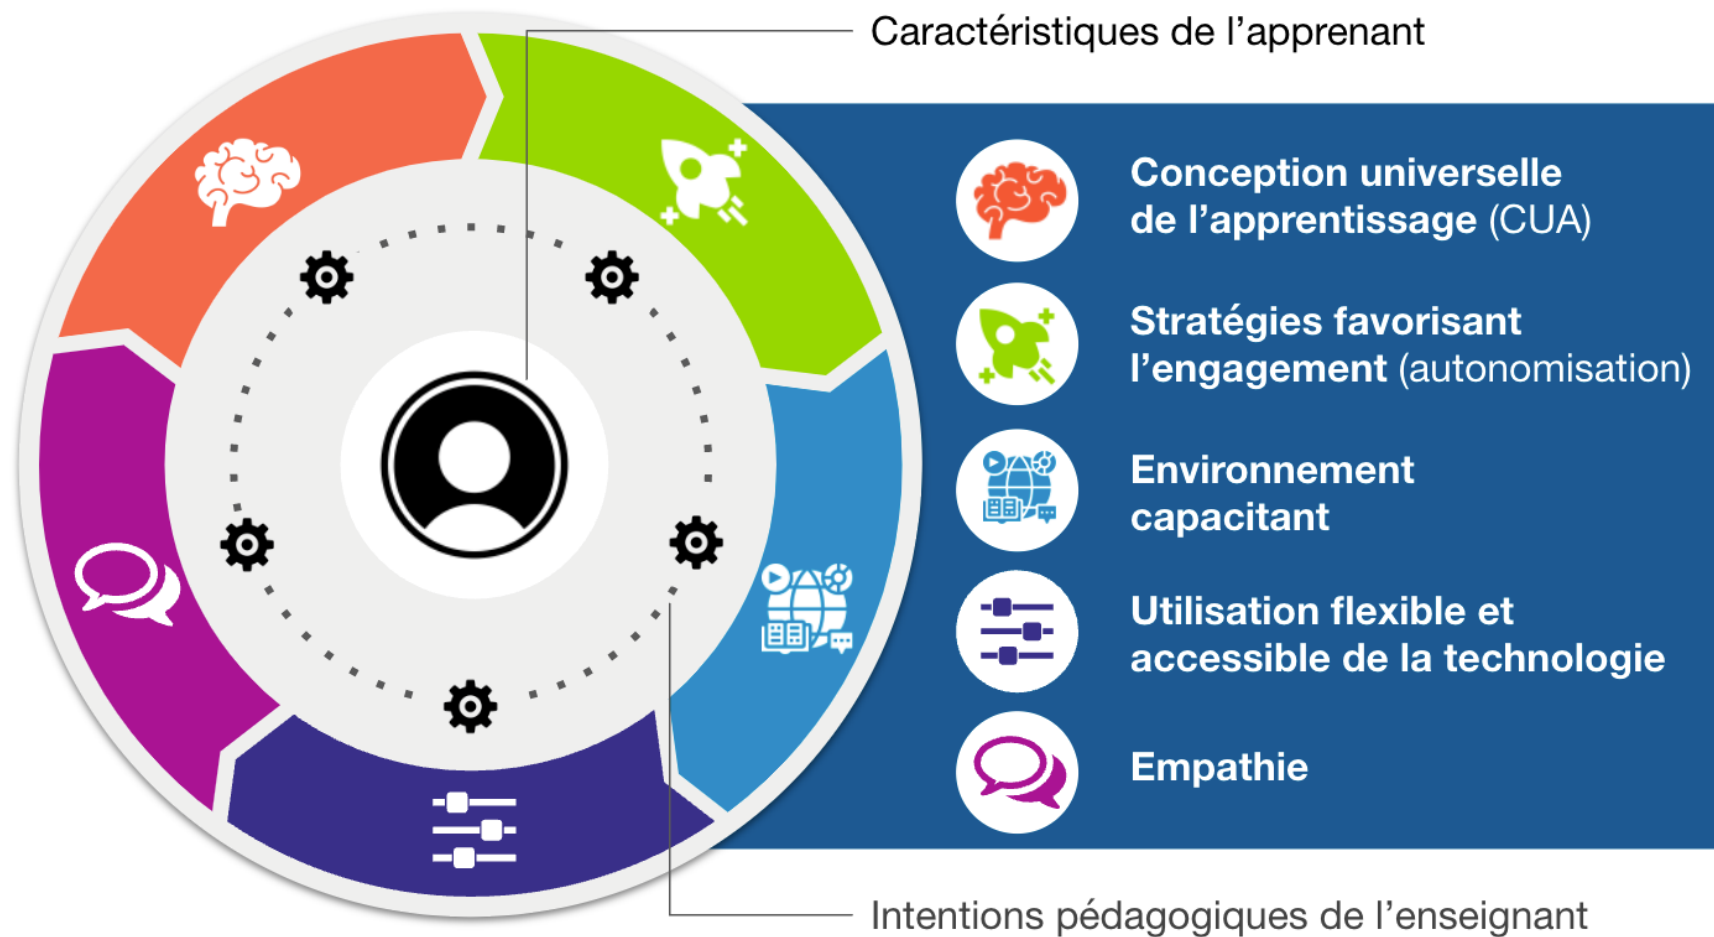 Caractéristiques de l’apprenant
Conception universelle
de l’apprentissage (CUA)
Stratégies favorisant
l’engagement (autonomisation)
Environnement
capacitant
Utilisation flexible et
accessible de la technologie
Empathie
Intentions pédagogiques de l’enseignant